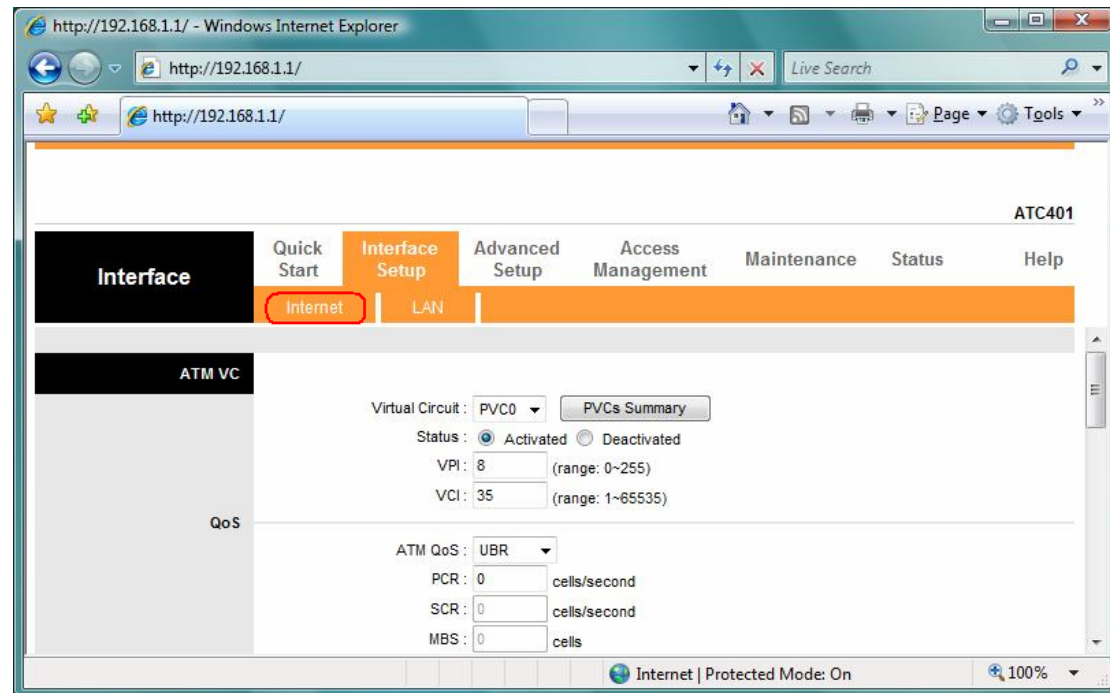 http://192.168.1.1/ - Windows Internet Explorer
http://192.168.1.1/
Live Search
http://192.168.1.1/
Page
Tools
ATC401
Interface
Quick Start
Interface Setup
Advanced Setup
Access Management
Maintenance
Status
Help
Internet
LAN
ATM VC
Virtual Circuit : PVC0 PVCs Summary
Status : Activated Deactivated
VPI : 8 (range: 0~255)
VCI : 35 (range: 1~65535)
QoS
ATM QoS : UBR
PCR : 0 cells/second
SCR : 0 cells/second
MBS : 0 cells
Internet | Protected Mode: On
100%